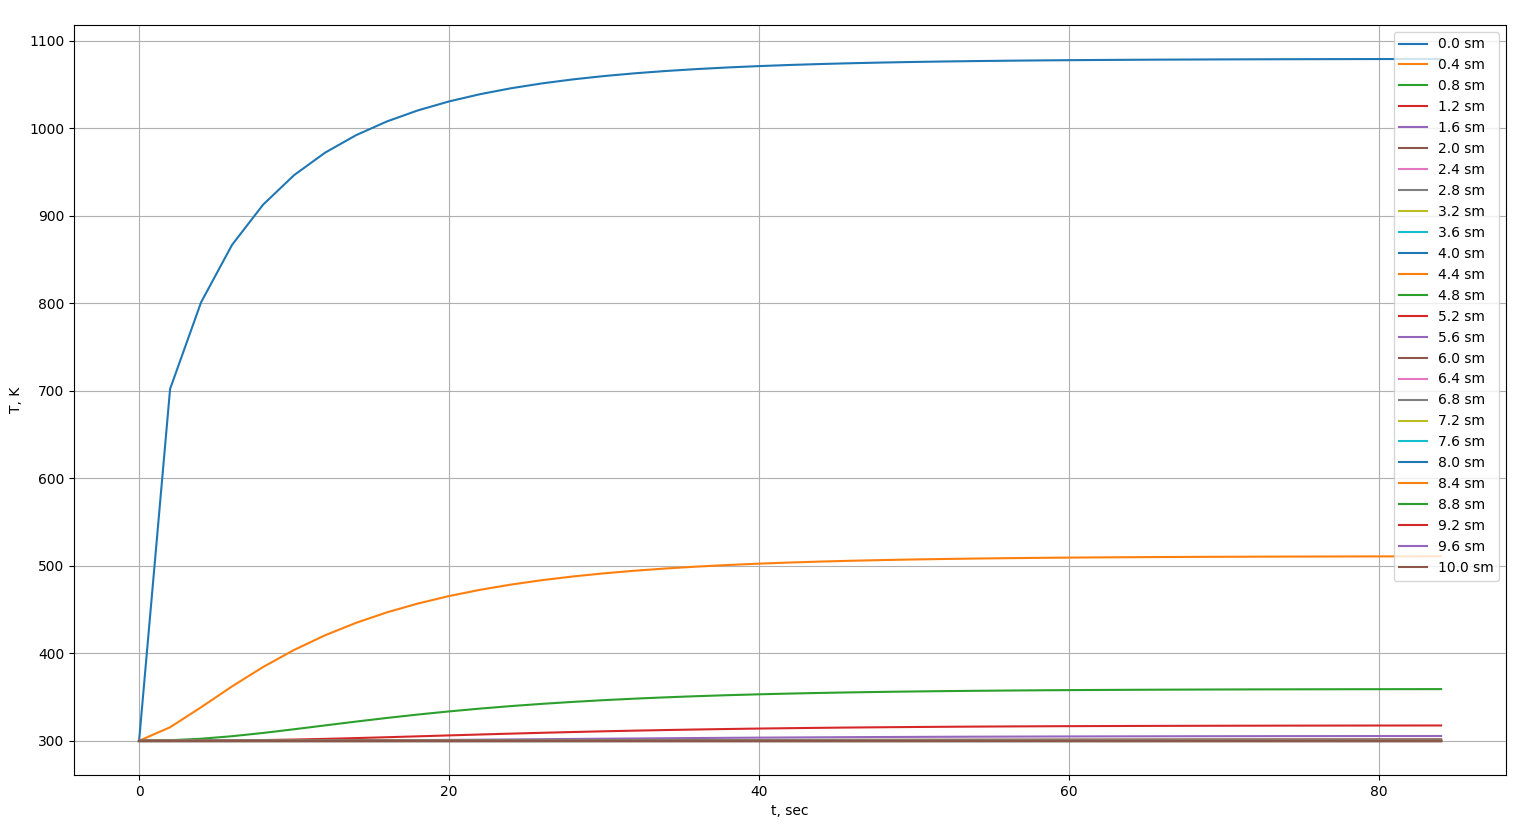 1100
1000
900
800
700
600
500
400
300
T, K
0
20
40
60
80
t, sec
0.0 sm
0.4 sm
0.8 sm
1.2 sm
1.6 sm
2.0 sm
2.4 sm
2.8 sm
3.2 sm
3.6 sm
4.0 sm
4.4 sm
4.8 sm
5.2 sm
5.6 sm
6.0 sm
6.4 sm
6.8 sm
7.2 sm
7.6 sm
8.0 sm
8.4 sm
8.8 sm
9.2 sm
9.6 sm
10.0 sm